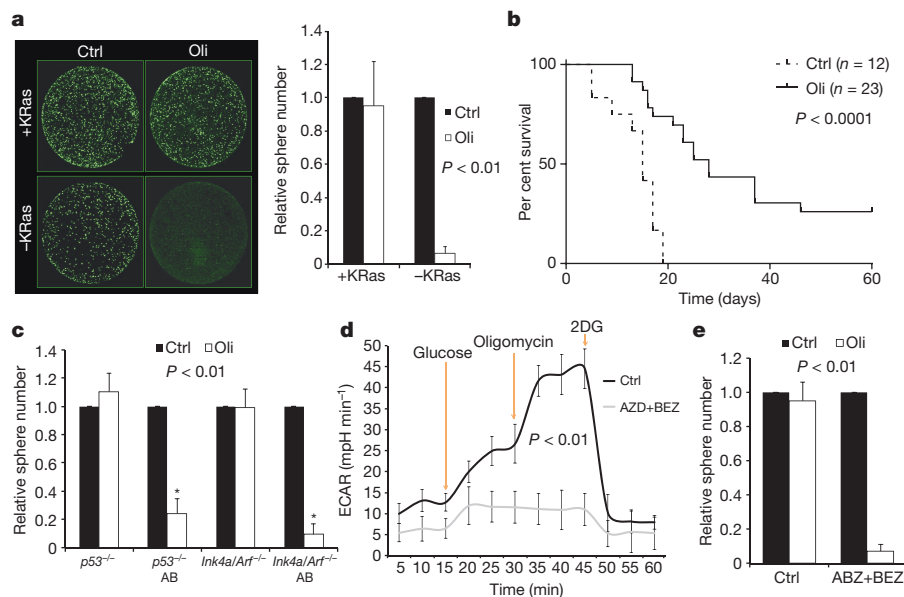 a
Ctrl Oli
+KRas
−KRas
Relative sphere number
1.4
1.2
1.0
0.8
0.6
0.4
0.2
0
Ctrl
Oli
P < 0.01
+KRas −KRas
b
Per cent survival
100
50
0
Ctrl (n = 12)
Oli (n = 23)
P < 0.0001
0 20 40 60
Time (days)
c
Relative sphere number
1.4
1.2
1.0
0.8
0.6
0.4
0.2
0
Ctrl Oli
P < 0.01
* *
p53−/− p53−/− Ink4a/Arf−/− Ink4a/Arf−/−
AB AB
d
ECAR (mpH min−1)
50
45
40
35
30
25
20
15
10
5
0
Glucose
Oligomycin
2DG
Ctrl
AZD+BEZ
P < 0.01
5 10 15 20 25 30 35 40 45 50 55 60
Time (min)
e
Relative sphere number
1.2
1.0
0.8
0.6
0.4
0.2
0
Ctrl Oli
P < 0.01
Ctrl ABZ+BEZ